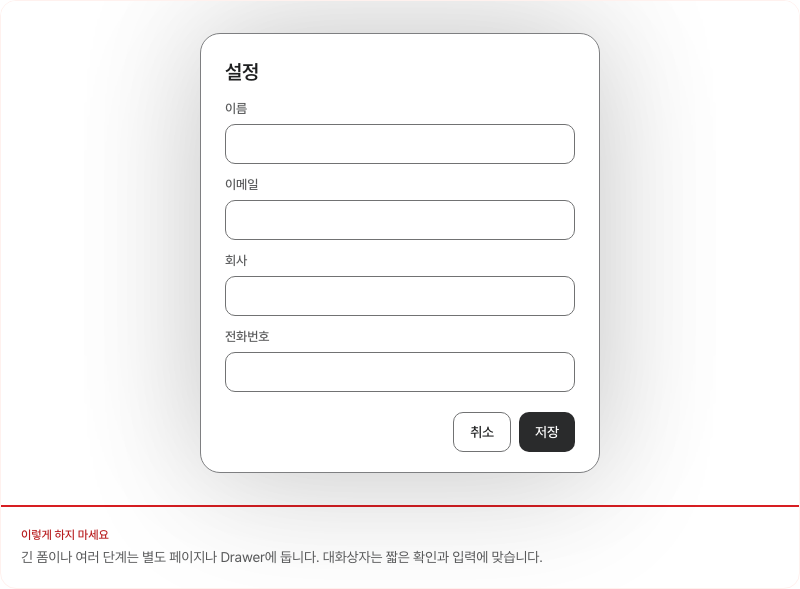 설정
이름
이메일
회사
전화번호
취소 저장
이렇게 하지 마세요
긴 폼이나 여러 단계는 별도 페이지나 Drawer에 둡니다. 대화상자는 짧은 확인과 입력에 맞습니다.